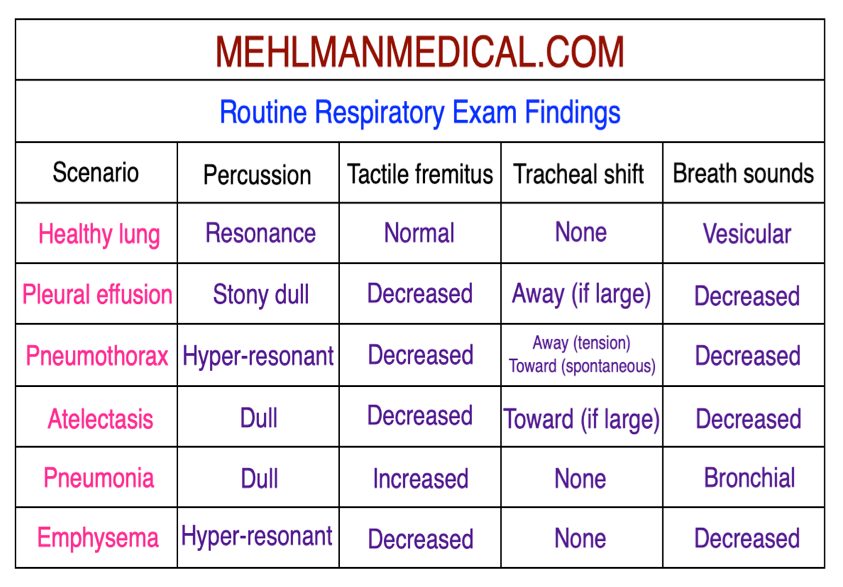 MEHLMANMEDICAL.COM
Routine Respiratory Exam Findings
Scenario Percussion Tactile fremitus Tracheal shift Breath sounds
Healthy lung Resonance Normal None Vesicular
Pleural effusion Stony dull Decreased Away (if large) Decreased
Pneumothorax Hyper-resonant Decreased Away (tension) Decreased
Toward (spontaneous)
Atelectasis Dull Decreased Toward (if large) Decreased
Pneumonia Dull Increased None Bronchial
Emphysema Hyper-resonant Decreased None Decreased